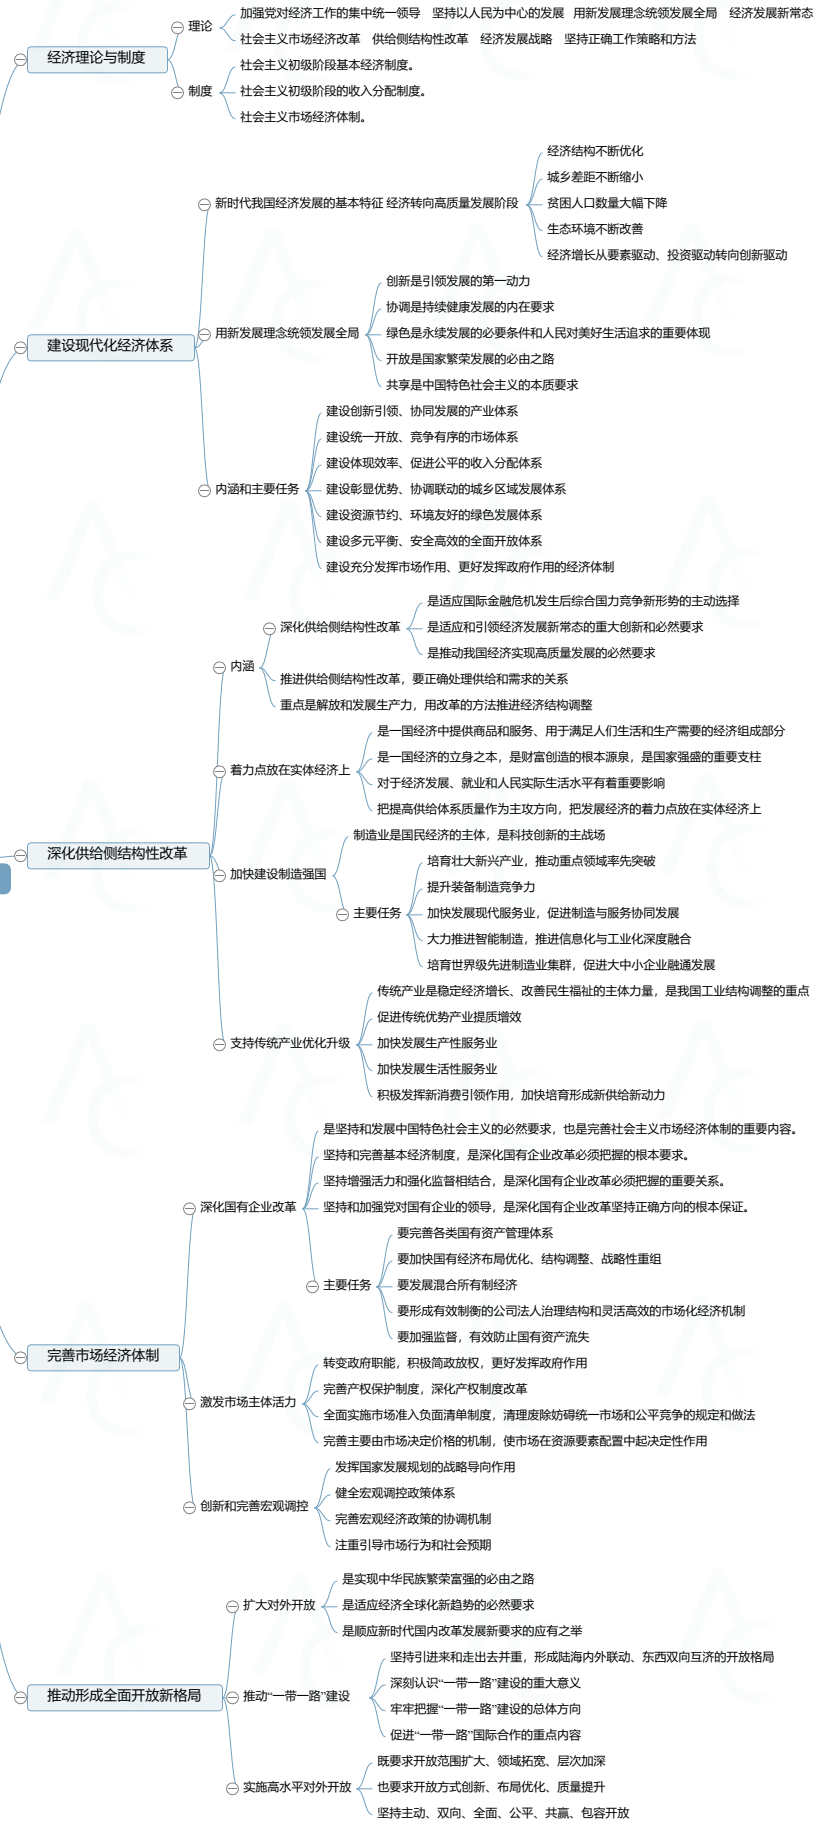 经济理论与制度
理论
加强党对经济工作的集中统一领导 坚持以人民为中心的发展 用新发展理念统领发展全局 经济发展新常态
社会主义市场经济改革 供给侧结构性改革 经济发展战略 坚持正确工作策略和方法
制度
社会主义初级阶段基本经济制度。
社会主义初级阶段的收入分配制度。
社会主义市场经济体制。
建设现代化经济体系
新时代我国经济发展的基本特征 经济转向高质量发展阶段
经济结构不断优化
城乡差距不断缩小
贫困人口数量大幅下降
生态环境不断改善
经济增长从要素驱动、投资驱动转向创新驱动
用新发展理念统领发展全局
创新是引领发展的第一动力
协调是持续健康发展的内在要求
绿色是永续发展的必要条件和人民对美好生活追求的重要体现
开放是国家繁荣发展的必由之路
共享是中国特色社会主义的本质要求
内涵和主要任务
建设创新引领、协同发展的产业体系
建设统一开放、竞争有序的市场体系
建设体现效率、促进公平的收入分配体系
建设彰显优势、协调联动的城乡区域发展体系
建设资源节约、环境友好的绿色发展体系
建设多元平衡、安全高效的全面开放体系
建设充分发挥市场作用、更好发挥政府作用的经济体制
深化供给侧结构性改革
内涵
深化供给侧结构性改革
是适应国际金融危机发生后综合国力竞争新形势的主动选择
是适应和引领经济发展新常态的重大创新和必然要求
是推动我国经济实现高质量发展的必然要求
推进供给侧结构性改革，要正确处理供给和需求的关系
重点是解放和发展生产力，用改革的方法推进经济结构调整
着力点放在实体经济上
是一国经济中提供商品和服务、用于满足人们生活和生产需要的经济组成部分
是一国经济的立身之本，是财富创造的根本源泉，是国家强盛的重要支柱
对于经济发展、就业和人民实际生活水平有着重要影响
把提高供给体系质量作为主攻方向，把发展经济的着力点放在实体经济上
加快建设制造强国
制造业是国民经济的主体，是科技创新的主战场
主要任务
培育壮大新兴产业，推动重点领域率先突破
提升装备制造竞争力
加快发展现代服务业，促进制造与服务协同发展
大力推进智能制造，推进信息化与工业化深度融合
培育世界级先进制造业集群，促进大中小企业融通发展
支持传统产业优化升级
传统产业是稳定经济增长、改善民生福祉的主体力量，是我国工业结构调整的重点
促进传统优势产业提质增效
加快发展生产性服务业
加快发展生活性服务业
积极发挥新消费引领作用，加快培育形成新供给新动力
完善市场经济体制
深化国有企业改革
是坚持和发展中国特色社会主义的必然要求，也是完善社会主义市场经济体制的重要内容。
坚持和完善基本经济制度，是深化国有企业改革必须把握的根本要求。
坚持增强活力和强化监督相结合，是深化国有企业改革必须把握的重要关系。
坚持和加强党对国有企业的领导，是深化国有企业改革坚持正确方向的根本保证。
主要任务
要完善各类国有资产管理体系
要加快国有经济布局优化、结构调整、战略性重组
要发展混合所有制经济
要形成有效制衡的公司法人治理结构和灵活高效的市场化经济机制
要加强监督，有效防止国有资产流失
激发市场主体活力
转变政府职能，积极简政放权，更好发挥政府作用
完善产权保护制度，深化产权制度改革
全面实施市场准入负面清单制度，清理废除妨碍统一市场和公平竞争的规定和做法
完善主要由市场决定价格的机制，使市场在资源要素配置中起决定性作用
创新和完善宏观调控
发挥国家发展规划的战略导向作用
健全宏观调控政策体系
完善宏观经济政策的协调机制
注重引导市场行为和社会预期
推动形成全面开放新格局
扩大对外开放
是实现中华民族繁荣富强的必由之路
是适应经济全球化新趋势的必然要求
是顺应新时代国内改革发展新要求的应有之举
推动“一带一路”建设
坚持引进来和走出去并重，形成陆海内外联动、东西双向互济的开放格局
深刻认识“一带一路”建设的重大意义
牢牢把握“一带一路”建设的总体方向
促进“一带一路”国际合作的重点内容
实施高水平对外开放
既要求开放范围扩大、领域拓宽、层次加深
也要求开放方式创新、布局优化、质量提升
坚持主动、双向、全面、公平、共赢、包容开放